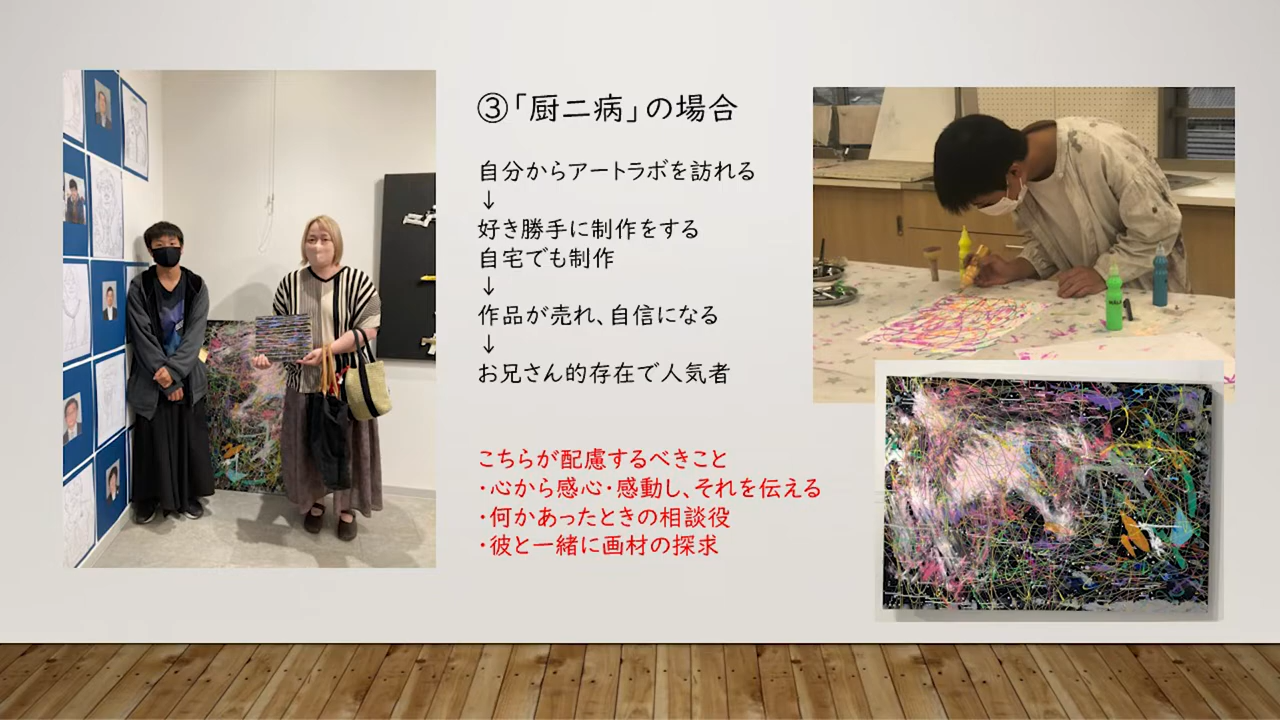 ③「厨二病」の場合
自分からアートラボを訪れる
↓
好き勝手に制作をする
自宅でも制作
↓
作品が売れ、自信になる
↓
お兄さん的存在で人気者
こちらが配慮するべきこと
・心から感心・感動し、それを伝える
・何かあったときの相談役
・彼と一緒に画材の探求